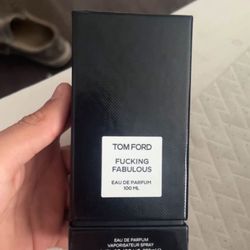 TOM FORD
FUCKING
FABULOUS
EAU DE PARFUM
100 ML
EAU DE PARFUM
VAPORISATEUR SPRAY